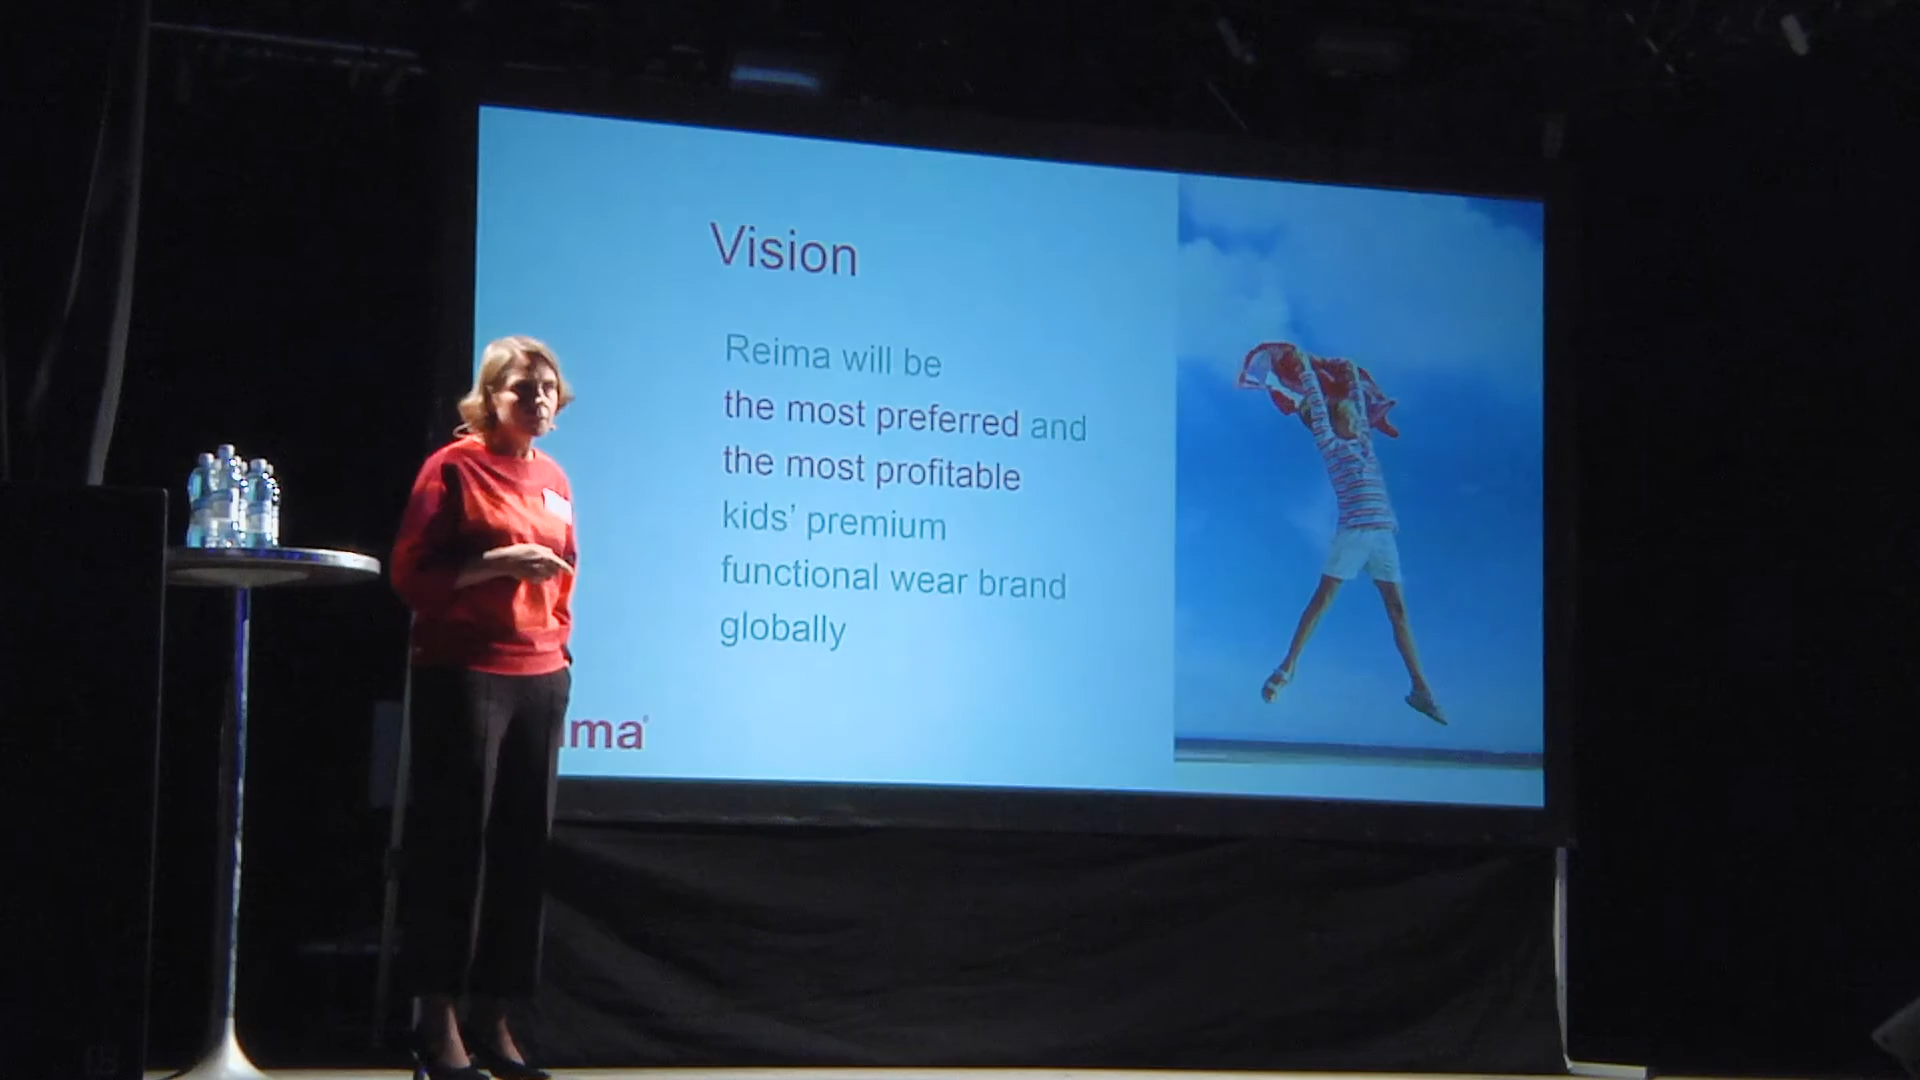 Vision
Reima will be
the most preferred and
the most profitable
kids’ premium
functional wear brand
globally
ma